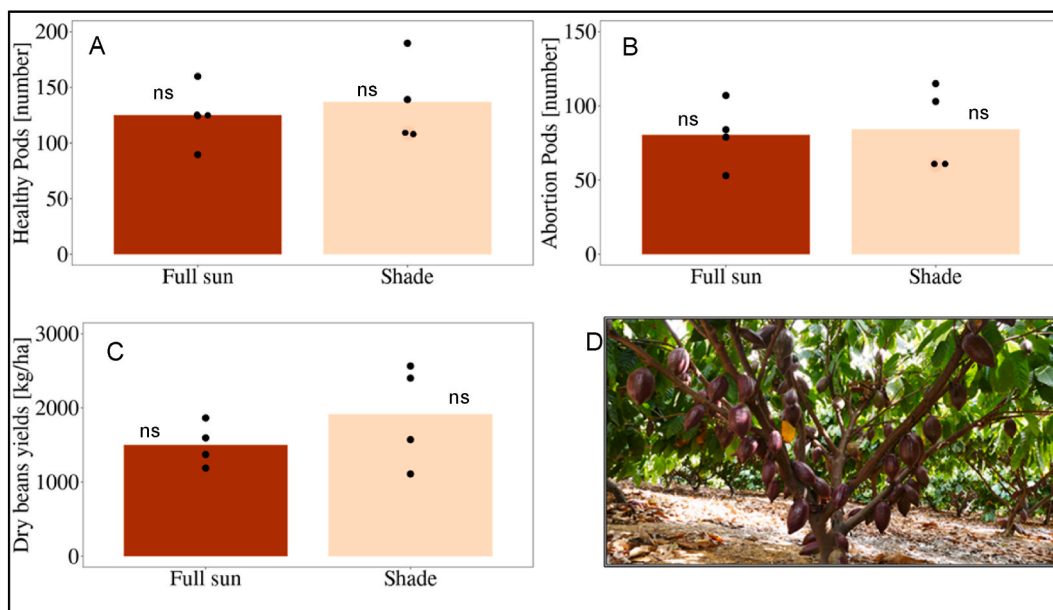 A
Healthy Pods [number]
200
150
100
50
0
ns
ns
Full sun
Shade
B
Abortion Pods [number]
150
100
50
0
ns
ns
Full sun
Shade
C
Dry beans yields [kg/ha]
3000
2000
1000
0
ns
ns
Full sun
Shade
D